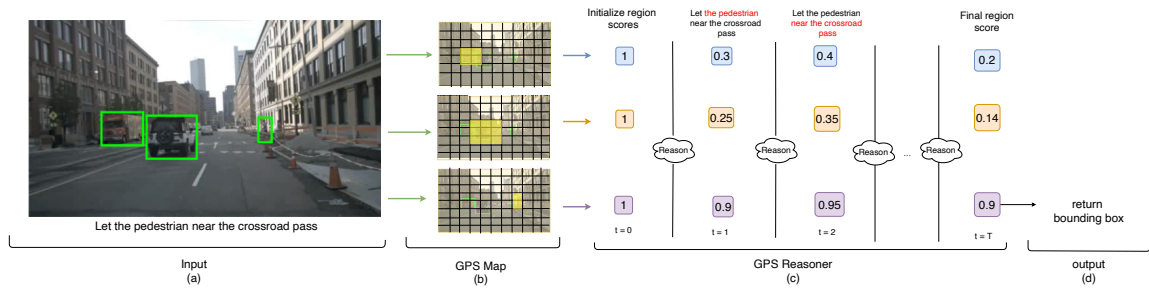 Let the pedestrian near the crossroad pass
Input
(a)
GPS Map
(b)
Initialize region
scores
Let the pedestrian
near the crossroad
pass
Let the pedestrian
near the crossroad
pass
Final region
score
1
0.3
0.4
0.2
1
0.25
0.35
0.14
Reason
Reason
Reason
...
Reason
1
0.9
0.95
0.9
t = 0
t = 1
t = 2
t = T
GPS Reasoner
(c)
return
bounding box
output
(d)